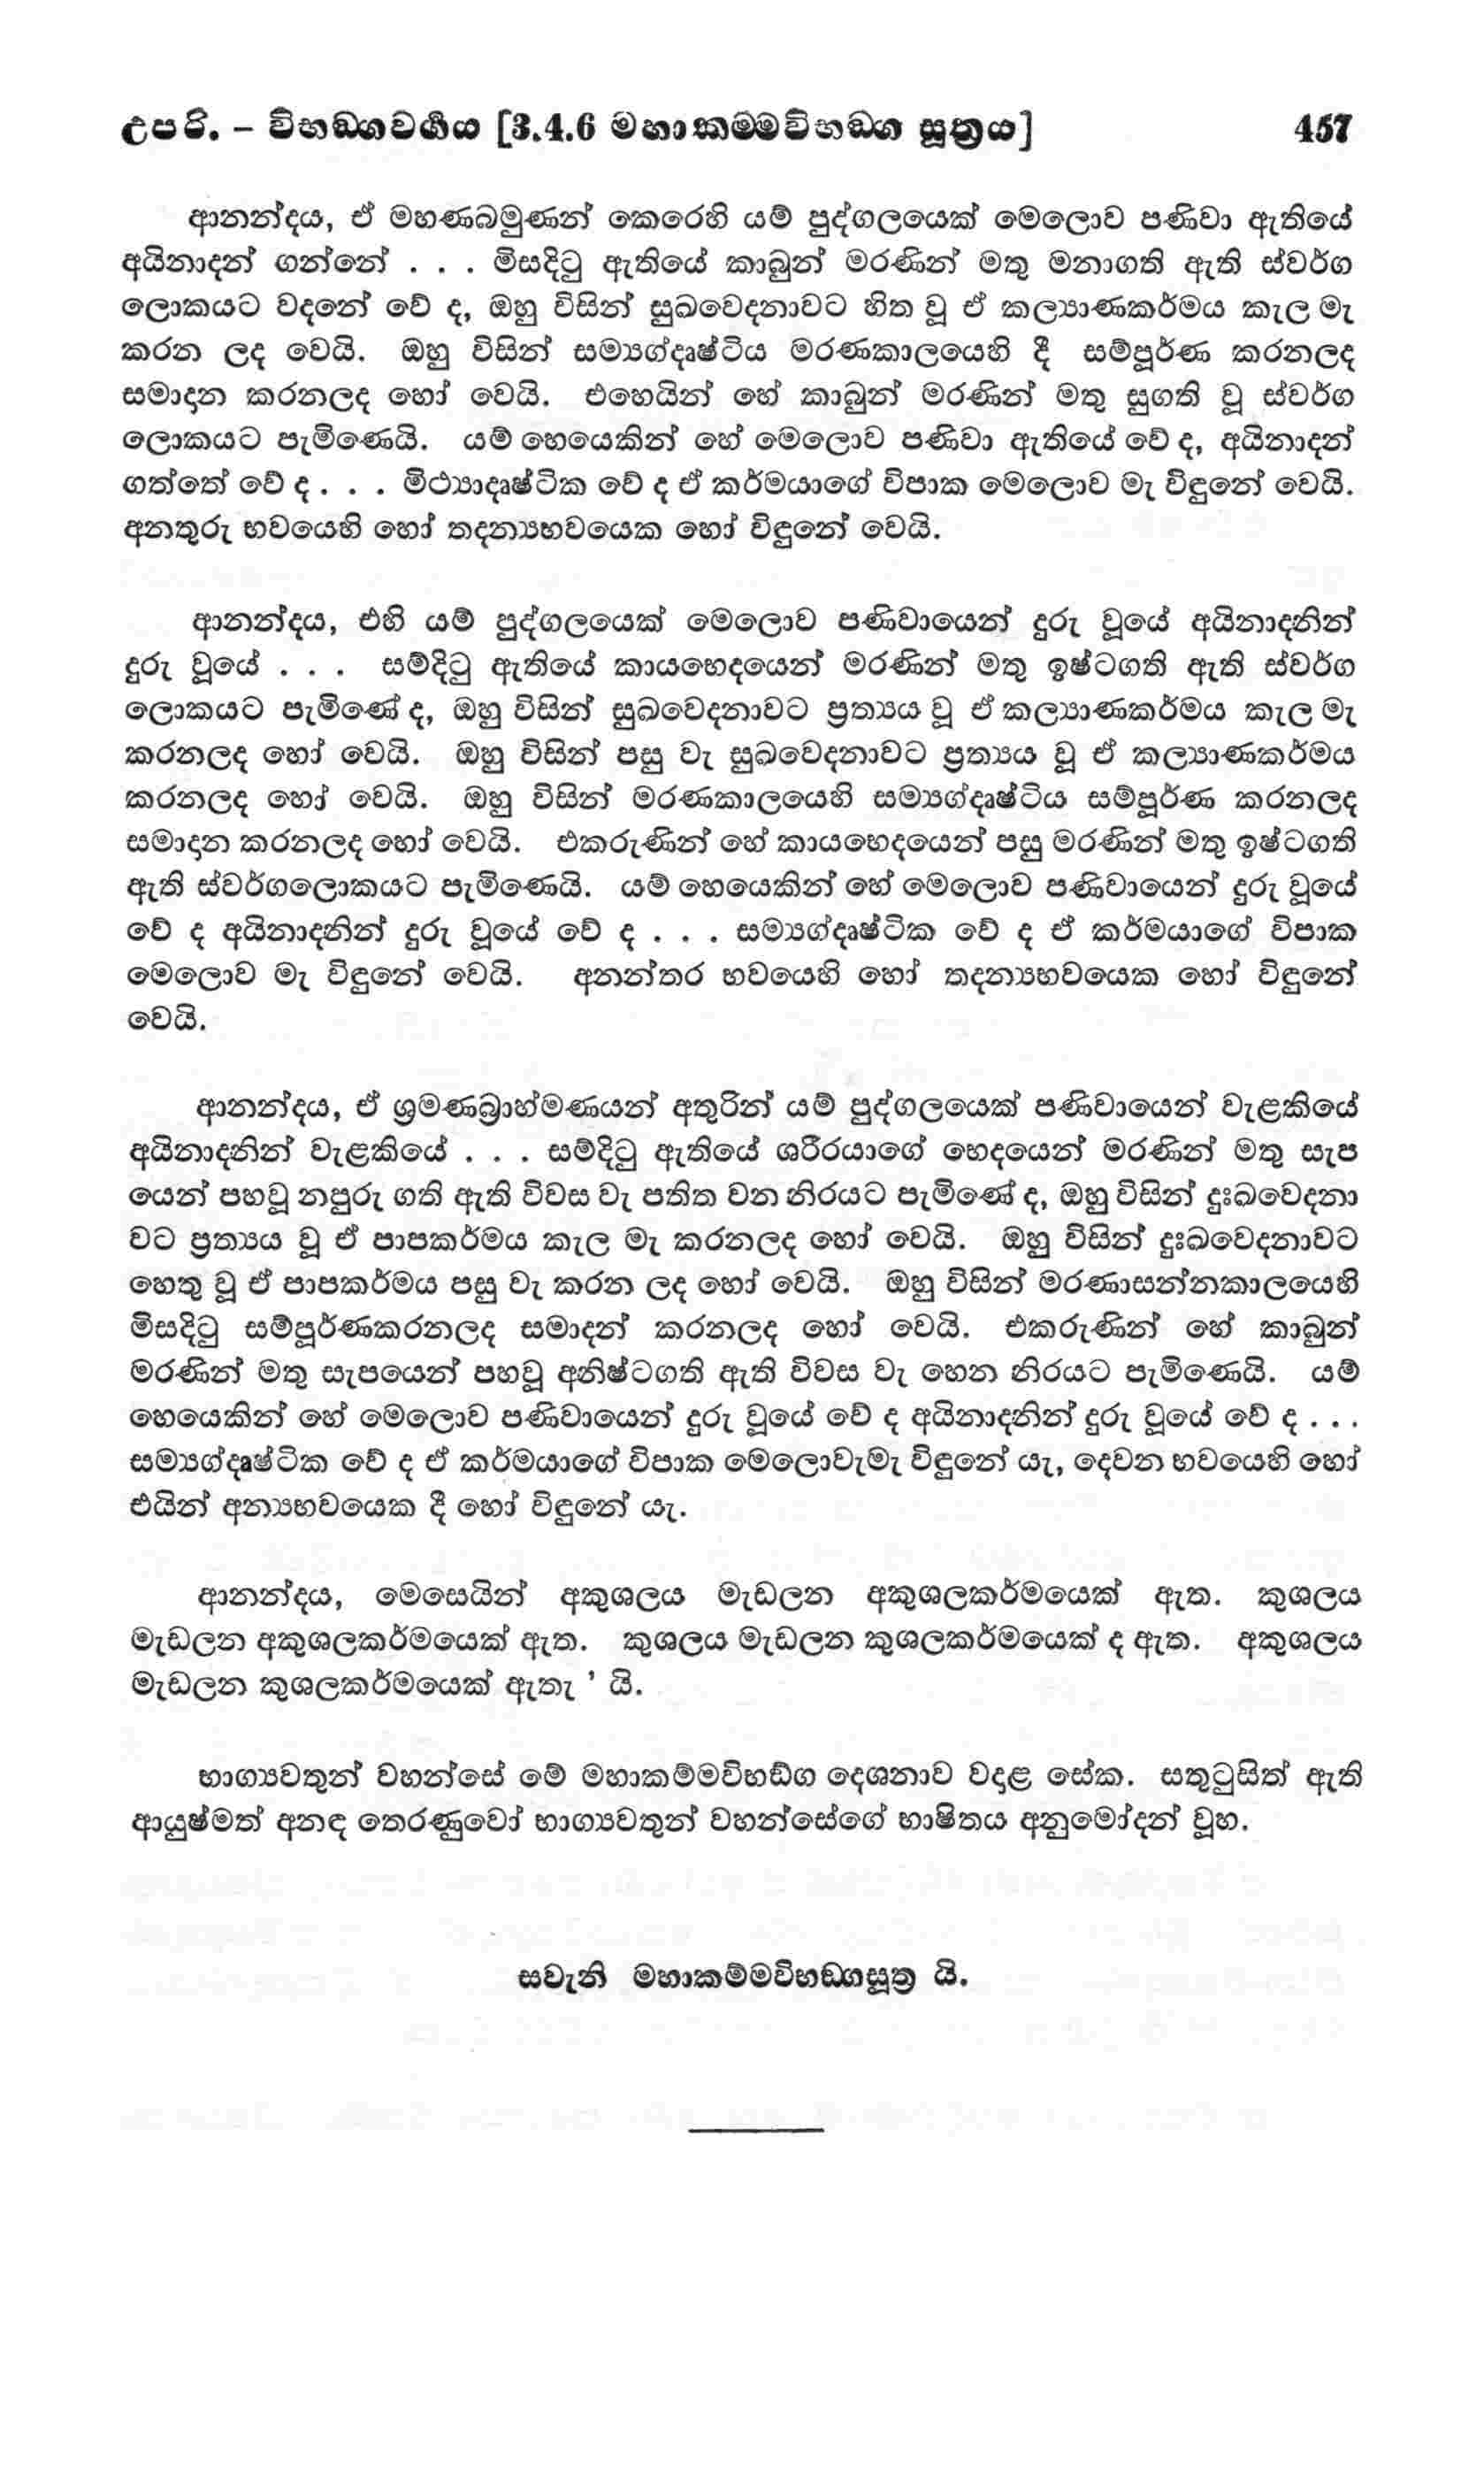 උපරි. – විභඞ්ගවර්ගය [3.4.6 මහාකම්මවිභඞ්ග සූත්‍රය] 457
ආනන්දය, ඒ මහණබමුණන් කෙරෙහි යම් පුද්ගලයෙක් මෙලොව පණිවා ඇතියේ
අයිනාදන් ගන්නේ . . . මිසදිටු ඇතියේ කාබුන් මරණින් මතු මනාගති ඇති ස්වර්ග
ලොකයට වදනේ වේ ද, ඔහු විසින් සුඛවෙදනාවට හිත වූ ඒ කල්‍යාණකර්මය කැල මැ
කරන ලද වෙයි. ඔහු විසින් සම්‍යග්දෘෂ්ටිය මරණකාලයෙහි දී සම්පූර්ණ කරනලද
සමාදාන කරනලද හෝ වෙයි. එහෙයින් හේ කාබුන් මරණින් මතු සුගති වූ ස්වර්ග
ලොකයට පැමිණෙයි. යම් හෙයෙකින් හේ මෙලොව පණිවා ඇතියේ වේ ද, අයිනාදන්
ගත්තේ වේ ද . . . මිථ්‍යාදෘෂ්ටික වේ ද ඒ කර්මයාගේ විපාක මෙලොව මැ විඳුනේ වෙයි.
අනතුරු භවයෙහි හෝ තදන්‍යභවයෙක හෝ විඳුනේ වෙයි.
ආනන්දය, එහි යම් පුද්ගලයෙක් මෙලොව පණිවායෙන් දුරු වූයේ අයිනාදනින්
දුරු වූයේ . . . සම්දිටු ඇතියේ කායභෙදයෙන් මරණින් මතු ඉෂ්ටගති ඇති ස්වර්ග
ලොකයට පැමිණේ ද, ඔහු විසින් සුඛවෙදනාවට ප්‍රත්‍යය වූ ඒ කල්‍යාණකර්මය කැල මැ
කරනලද හෝ වෙයි. ඔහු විසින් පසු වැ සුඛවෙදනාවට ප්‍රත්‍යය වූ ඒ කල්‍යාණකර්මය
කරනලද හෝ වෙයි. ඔහු විසින් මරණකාලයෙහි සම්‍යග්දෘෂ්ටිය සම්පූර්ණ කරනලද
සමාදාන කරනලද හෝ වෙයි. එකරුණින් හේ කායභෙදයෙන් පසු මරණින් මතු ඉෂ්ටගති
ඇති ස්වර්ගලොකයට පැමිණෙයි. යම් හෙයෙකින් හේ මෙලොව පණිවායෙන් දුරු වූයේ
වේ ද අයිනාදනින් දුරු වූයේ වේ ද . . . සම්‍යග්දෘෂ්ටික වේ ද ඒ කර්මයාගේ විපාක
මෙලොව මැ විඳුනේ වෙයි. අනන්තර භවයෙහි හෝ තදන්‍යභවයෙක හෝ විඳුනේ
වෙයි.
ආනන්දය, ඒ ශ්‍රමණබ්‍රාහ්මණයන් අතුරින් යම් පුද්ගලයෙක් පණිවායෙන් වැළකියේ
අයිනාදනින් වැළකියේ . . . සම්දිටු ඇතියේ ශරීරයාගේ භෙදයෙන් මරණින් මතු සැප
යෙන් පහවූ නපුරු ගති ඇති විවස වැ පතිත වන නිරයට පැමිණේ ද, ඔහු විසින් දුඃඛවෙදනා
වට ප්‍රත්‍යය වූ ඒ පාපකර්මය කැල මැ කරනලද හෝ වෙයි. ඔහු විසින් දුඃඛවෙදනාවට
හෙතු වූ ඒ පාපකර්මය පසු වැ කරන ලද හෝ වෙයි. ඔහු විසින් මරණාසන්නකාලයෙහි
මිසදිටු සම්පූර්ණකරනලද සමාදන් කරනලද හෝ වෙයි. එකරුණින් හේ කාබුන්
මරණින් මතු සැපයෙන් පහවූ අනිෂ්ටගති ඇති විවස වැ හෙන නිරයට පැමිණෙයි. යම්
හෙයෙකින් හේ මෙලොව පණිවායෙන් දුරු වූයේ වේ ද අයිනාදනින් දුරු වූයේ වේ ද . . .
සම්‍යග්දෘෂ්ටික වේ ද ඒ කර්මයාගේ විපාක මෙලොවැමැ විඳුනේ යැ, දෙවන භවයෙහි හෝ
එයින් අන්‍යභවයෙක දී හෝ විඳුනේ යැ.
ආනන්දය, මෙසෙයින් අකුශලය මැඩලන අකුශලකර්මයෙක් ඇත. කුශලය
මැඩලන අකුශලකර්මයෙක් ඇත. කුශලය මැඩලන කුශලකර්මයෙක් ද ඇත. අකුශලය
මැඩලන කුශලකර්මයෙක් ඇතැ ’ යි.
භාග්‍යවතුන් වහන්සේ මේ මහාකම්මවිභඞ්ග දෙශනාව වදාළ සේක. සතුටුසිත් ඇති
ආයුෂ්මත් අනඳ තෙරණුවෝ භාග්‍යවතුන් වහන්සේගේ භාෂිතය අනුමෝදන් වූහ.
සවැනි මහාකම්මවිභඞ්ගසූත්‍ර යි.